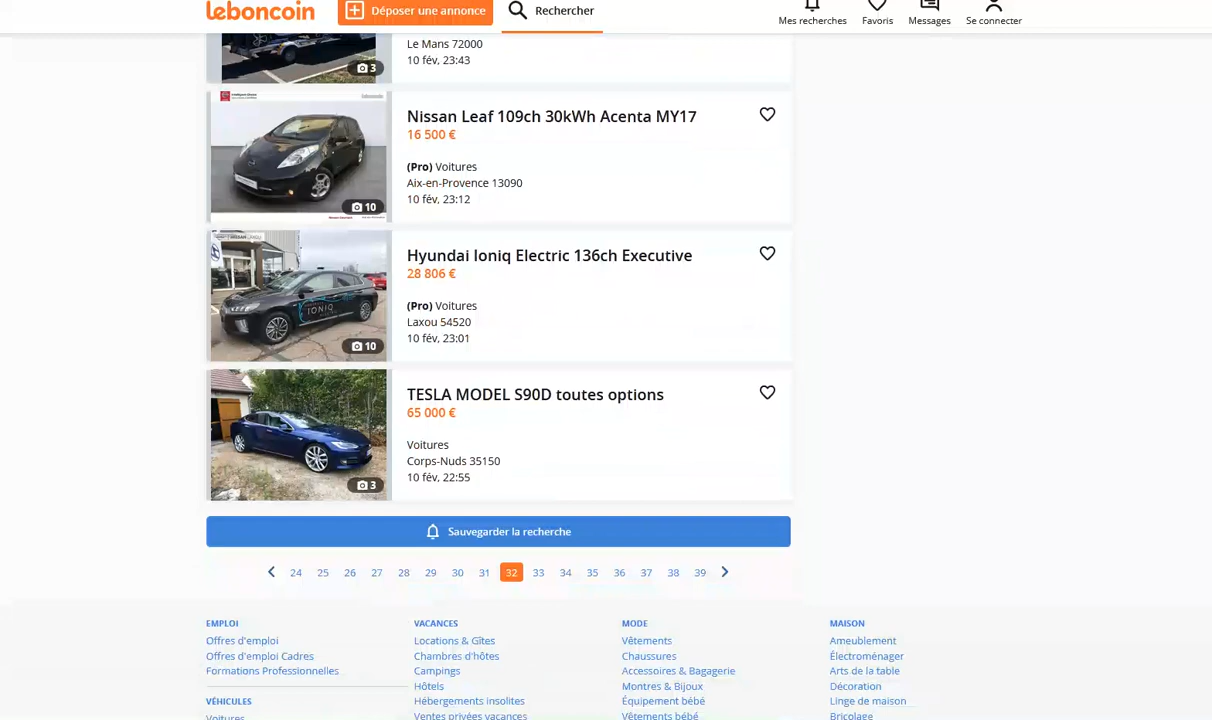 leboncoin
Déposer une annonce
Rechercher
Mes recherches
Favoris
Messages
Se connecter
Le Mans 72000
10 fév, 23:43
3
Nissan Leaf 109ch 30kWh Acenta MY17
16 500 €
(Pro) Voitures
Aix-en-Provence 13090
10 fév, 23:12
10
Hyundai Ioniq Electric 136ch Executive
28 806 €
(Pro) Voitures
Laxou 54520
10 fév, 23:01
IONIQ
10
TESLA MODEL S90D toutes options
65 000 €
Voitures
Corps-Nuds 35150
10 fév, 22:55
3
Sauvegarder la recherche
24 25 26 27 28 29 30 31 32 33 34 35 36 37 38 39
EMPLOI
Offres d'emploi
Offres d'emploi Cadres
Formations Professionnelles
VÉHICULES
Voitures
VACANCES
Locations & Gîtes
Chambres d'hôtes
Campings
Hôtels
Hébergements insolites
Ventes privées vacances
MODE
Vêtements
Chaussures
Accessoires & Bagagerie
Montres & Bijoux
Équipement bébé
Vêtements bébé
MAISON
Ameublement
Électroménager
Arts de la table
Décoration
Linge de maison
Bricolage